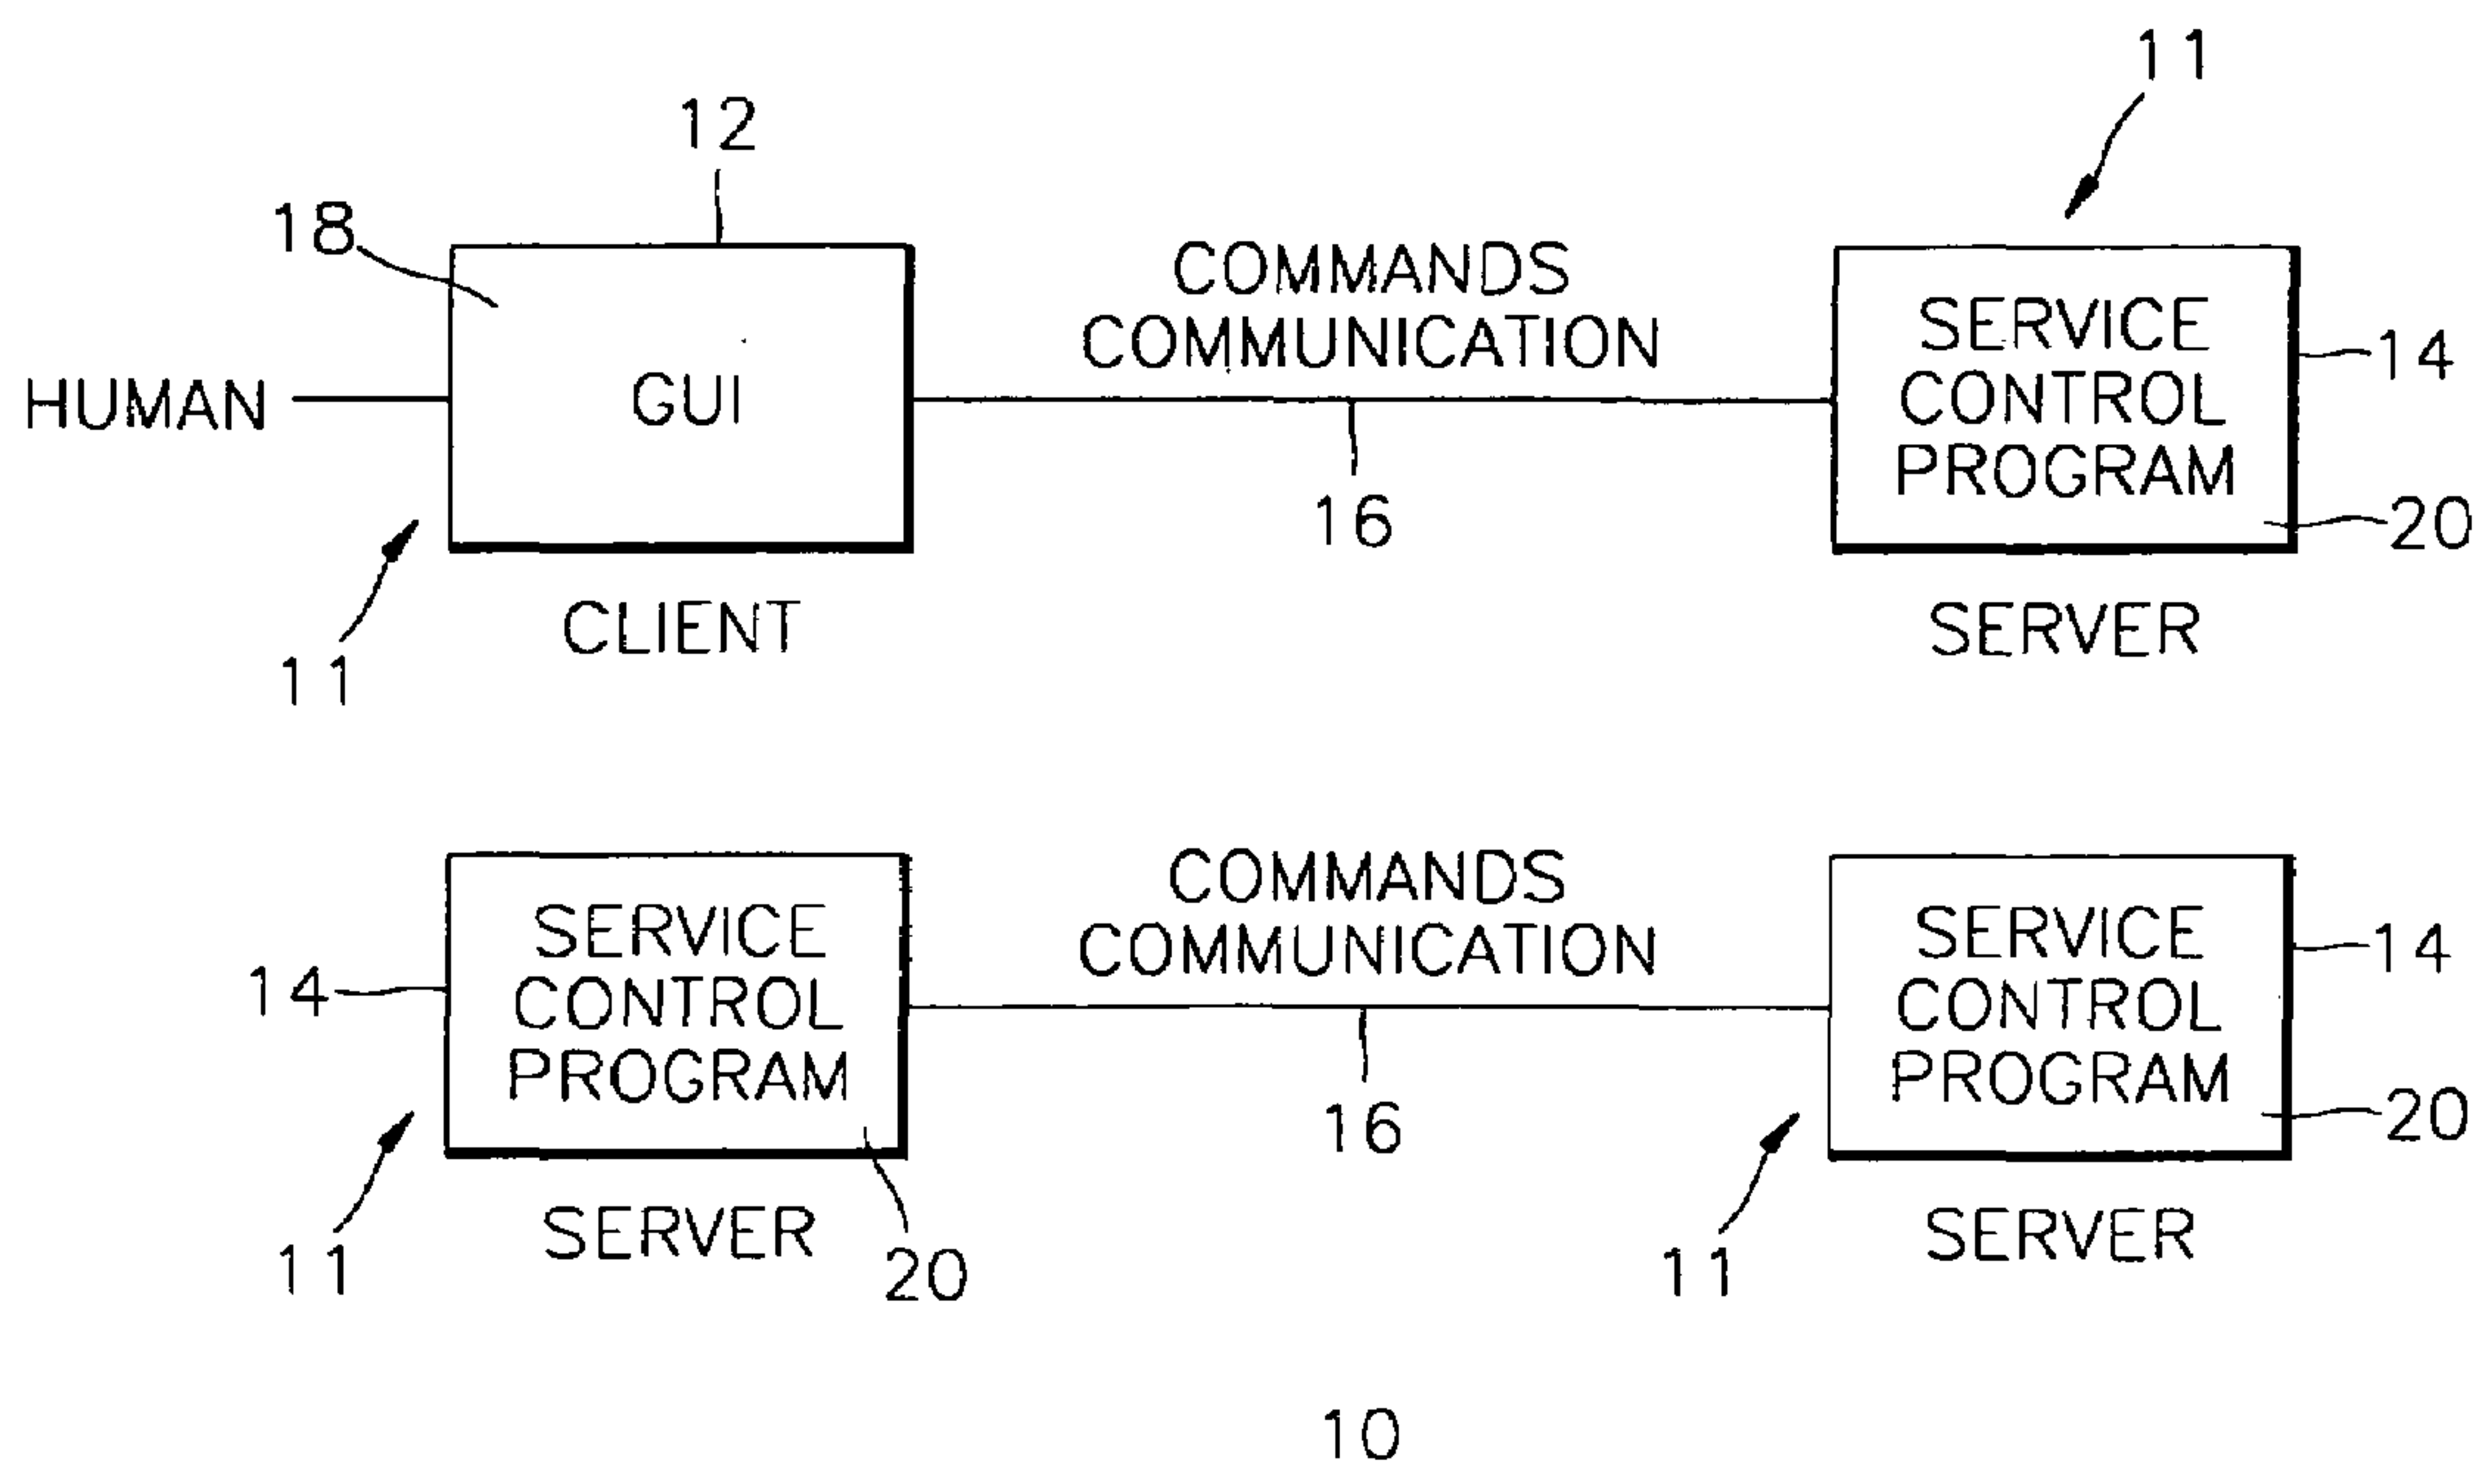 11
12
18
COMMANDS
COMMUNICATION
SERVICE
CONTROL
PROGRAM
14
HUMAN
GUI
16
20
CLIENT
SERVER
11
COMMANDS
COMMUNICATION
SERVICE
CONTROL
PROGRAM
14
SERVICE
CONTROL
PROGRAM
14
16
20
11
SERVER
20
11
SERVER
10